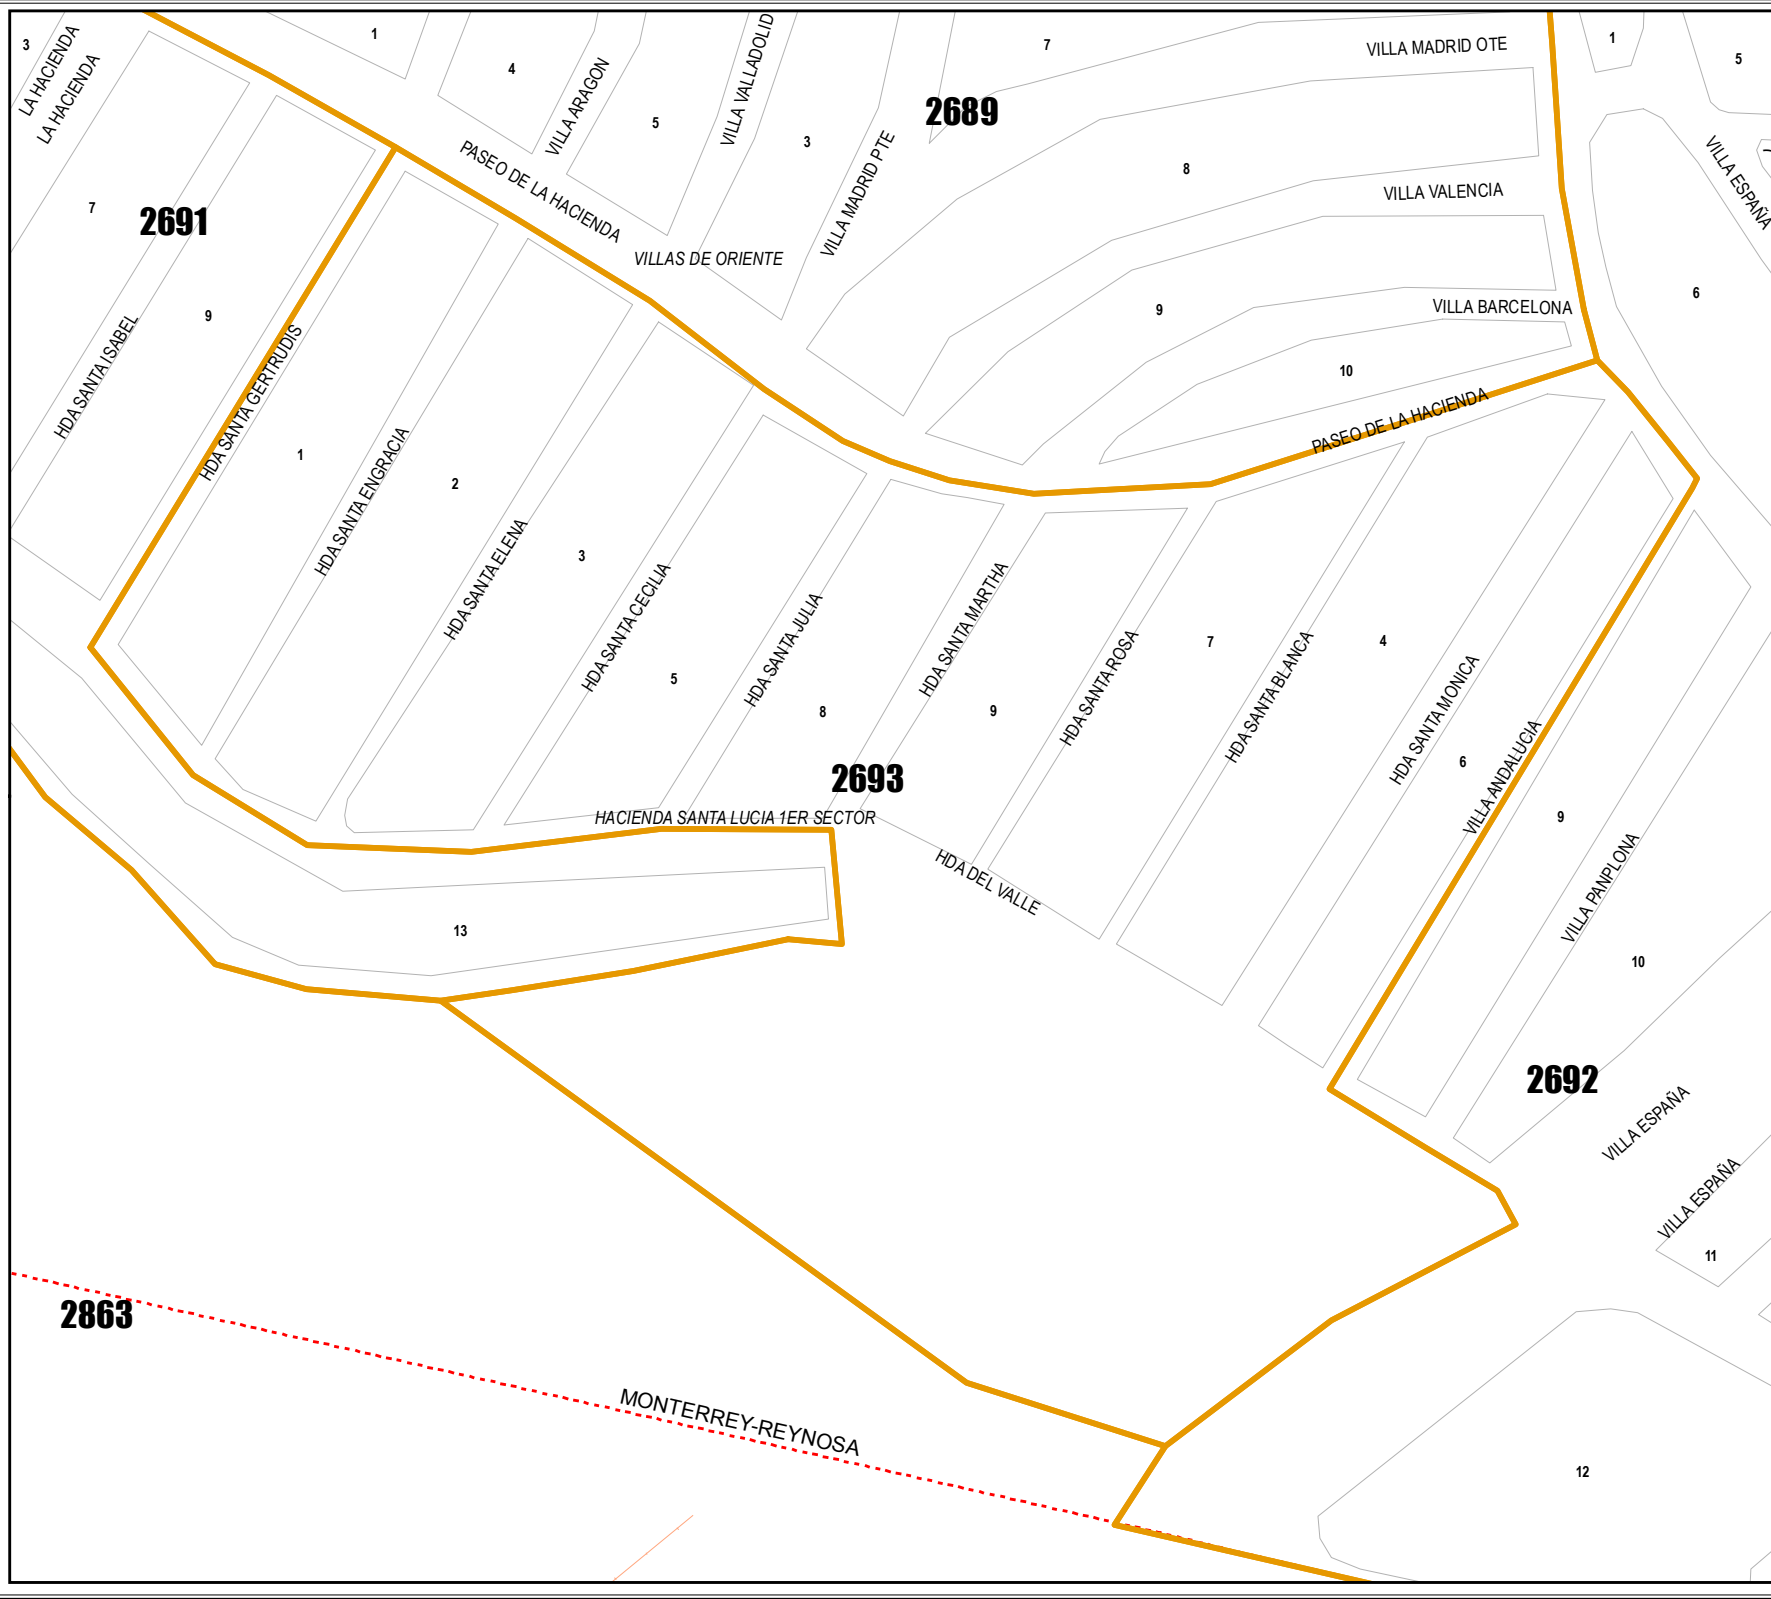 3
LA HACIENDA
LA HACIENDA
1
4
VILLA ARAGON
5
VILLA VALLADOLID
3
VILLA MADRID PTE
7
2689
VILLA MADRID OTE
1
5
VILLA ESPAÑA
8
VILLA VALENCIA
PASEO DE LA HACIENDA
VILLAS DE ORIENTE
7
2691
9
HDA SANTA ISABEL
HDA SANTA GERTRUDIS
9
VILLA BARCELONA
6
10
PASEO DE LA HACIENDA
1
HDA SANTA ENGRACIA
2
HDA SANTA ELENA
3
HDA SANTA CECILIA
5
HDA SANTA JULIA
8
HDA SANTA MARTHA
9
HDA SANTA ROSA
7
HDA SANTA BLANCA
4
HDA SANTA MONICA
6
VILLA ANDALUCIA
9
VILLA PANPLONA
10
2693
HACIENDA SANTA LUCIA 1ER SECTOR
HDA DEL VALLE
13
2692
VILLA ESPAÑA
VILLA ESPAÑA
11
2863
MONTERREY-REYNOSA
12